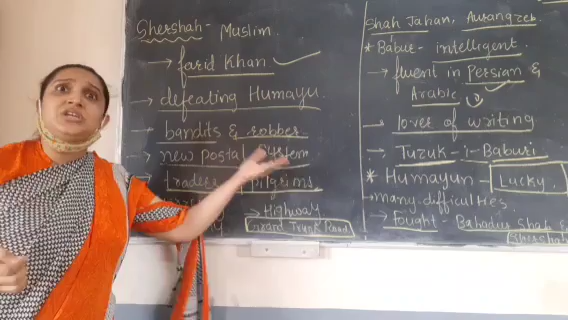 Shershah - Muslim.
→ farid Khan
→ defeating Humayu
→ bandits & robber
→ new postal System
→ Traders pilgrims
→ Highway
Grand Trunk Road
Shah Jahan, Aurangzeb
* Babur - intelligent.
→ fluent in Persian &
Arabic
→ lover of writing
→ Tuzuk-i-Baburi
* Humayun. Lucky.
→ many difficulties.
→ fought - Bahadur Shah &
Shershah